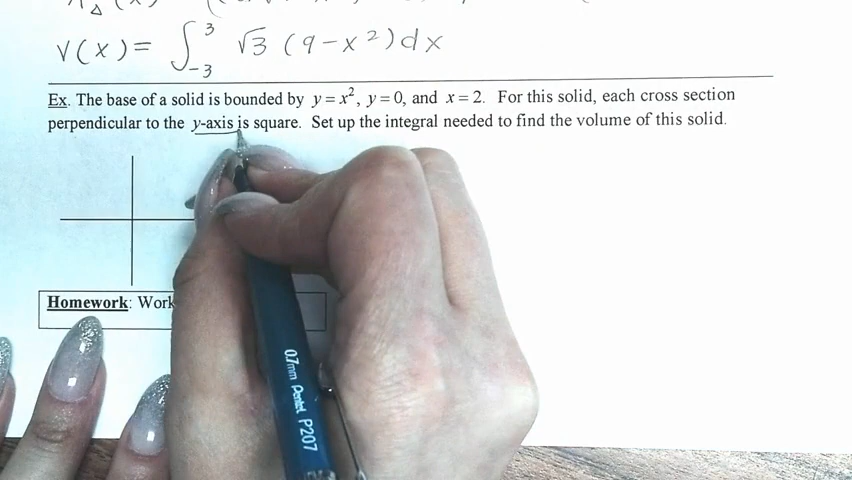 V(x) = ∫_{-3}^{3} √3 (9-x²)dx
Ex. The base of a solid is bounded by y = x², y = 0, and x = 2. For this solid, each cross section
perpendicular to the y-axis is square. Set up the integral needed to find the volume of this solid.
Homework: Work
0.7mm Pentel P207